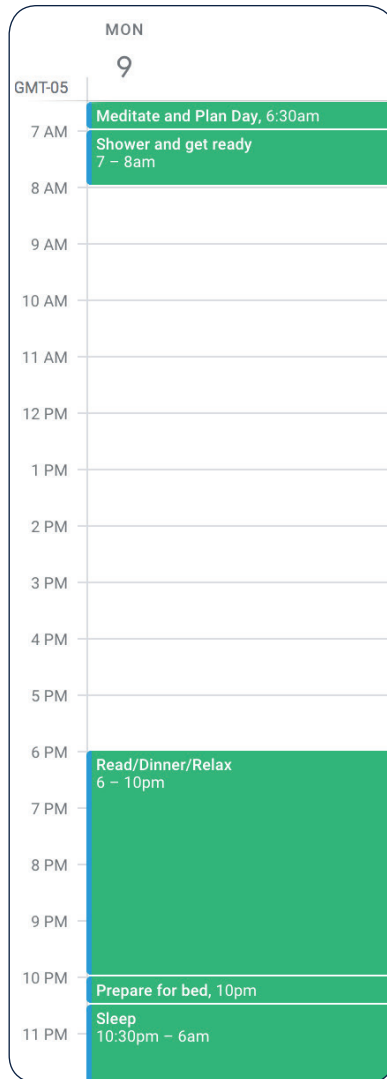 MON
9
GMT-05
Meditate and Plan Day, 6:30am
7 AM
Shower and get ready
7 – 8am
8 AM
9 AM
10 AM
11 AM
12 PM
1 PM
2 PM
3 PM
4 PM
5 PM
6 PM
Read/Dinner/Relax
6 – 10pm
7 PM
8 PM
9 PM
10 PM
Prepare for bed, 10pm
Sleep
10:30pm – 6am
11 PM